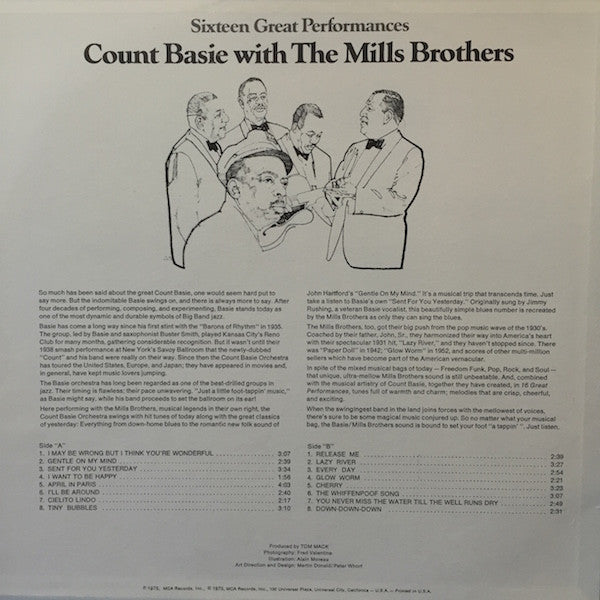 Sixteen Great Performances
Count Basie with The Mills Brothers
So much has been said about the great Count Basie, one would seem hard put to
say more. But the indomitable Basie swings on, and there is always more to say. After
four decades of performing, composing, and experimenting, Basie stands today as
one of the most dynamic and durable symbols of Big Band jazz.
Basie has come a long way since his first stint with the "Barons of Rhythm" in 1935.
The group, led by Basie and saxophonist Buster Smith, played Kansas City's Reno
Club for many months, gathering considerable recognition. But it wasn't until their
1938 smash performance at New York's Savoy Ballroom that the newly-dubbed
"Count" and his band were really on their way. Since then the Count Basie Orchestra
has toured the United States, Europe, and Japan; they have appeared in movies and,
in general, have kept music lovers jumping.
The Basie orchestra has long been regarded as one of the best-drilled groups in
jazz. Their timing is flawless; their pace unwavering. "Just a little foot-tappin' music,"
as Basie might say, while his band proceeds to set the ballroom on its ear!
Here performing with the Mills Brothers, musical legends in their own right, the
Count Basie Orchestra swings with hit tunes of today along with the great classics
of yesterday: Everything from down-home blues to the romantic new folk sound of
John Hartford's "Gentle On My Mind." It's a musical trip that transcends time. Just
take a listen to Basie's own "Sent For You Yesterday." Originally sung by Jimmy
Rushing, a veteran Basie vocalist, this beautifully simple blues number is recreated
by the Mills Brothers as only they can sing the blues.
The Mills Brothers, too, got their big push from the pop music wave of the 1930's.
Coached by their father, John, Sr., they harmonized their way into America's heart
with their spectacular 1931 hit, "Lazy River," and they haven't stopped since. There
was "Paper Doll" in 1942; "Glow Worm" in 1952, and scores of other multi-million
sellers which have become part of the American vernacular.
In spite of the mixed musical bags of today — Freedom-Funk, Pop, Rock, and Soul —
that unique, ultra-mellow Mills Brothers sound is still unbeatable. And, combined
with the musical artistry of Count Basie, together they have created, in 16 Great
Performances, tunes full of warmth and charm; melodies that are crisp, cheerful,
and exciting.
When the swingingest band in the land joins forces with the mellowest of voices,
there's sure to be some magic music conjured up. So no matter what your musical
bag, the Basie/Mills Brothers sound is bound to set your foot "a tappin' ". Just listen.
Side "A"
1. I MAY BE WRONG BUT I THINK YOU'RE WONDERFUL 3:07
2. GENTLE ON MY MIND 2:39
3. SENT FOR YOU YESTERDAY 3:34
4. I WANT TO BE HAPPY 1:56
5. APRIL IN PARIS 4:03
6. I'LL BE AROUND 2:40
7. CIELITO LINDO 2:17
8. TINY BUBBLES 3:10
Side "B"
1. RELEASE ME 2:39
2. LAZY RIVER 3:27
3. EVERY DAY 2:54
4. GLOW WORM 2:21
5. CHERRY 3:23
6. THE WHIFFENPOOF SONG 3:07
7. YOU NEVER MISS THE WATER TILL THE WELL RUNS DRY 2:49
8. DOWN-DOWN-DOWN 2:31
Produced by TOM MACK
Photography: Fred Valentine
Illustration: Alain Moreau
Art Direction and Design: Martin Donald/Peter Whorf
℗ 1973, MCA Records, Inc., © 1973, MCA Records, Inc., 100 Universal Plaza, Universal City, California — U.S.A. — Printed in U.S.A.